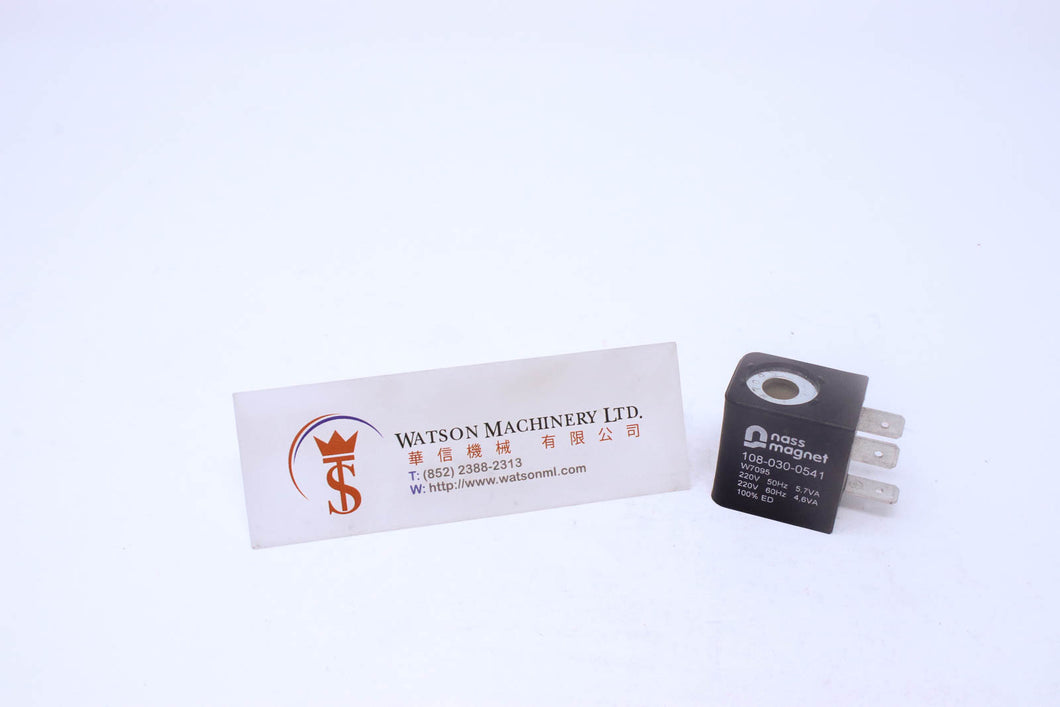 WATSON MACHINERY LTD.
華信機械 有限公司
T: (852) 2388-2313
W: http://www.watsonml.com
nass
magnet
108-030-0541
W7095
220V 50Hz 5,7VA
220V 60Hz 4,6VA
100% ED